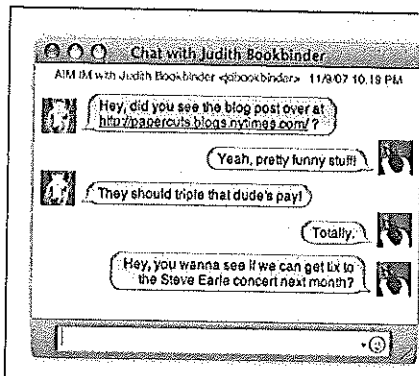 Chat with Judith Bookbinder
AIM IM with Judith Bookbinder <jbookbinder> 11/9/07 10.19 PM
Hey, did you see the blog post over at
http://papercuts.blogs.nytimes.com/ ?
Yeah, pretty funny stuff!
They should triple that dude's pay!
Totally.
Hey, you wanna see if we can get tix to
the Steve Earle concert next month?